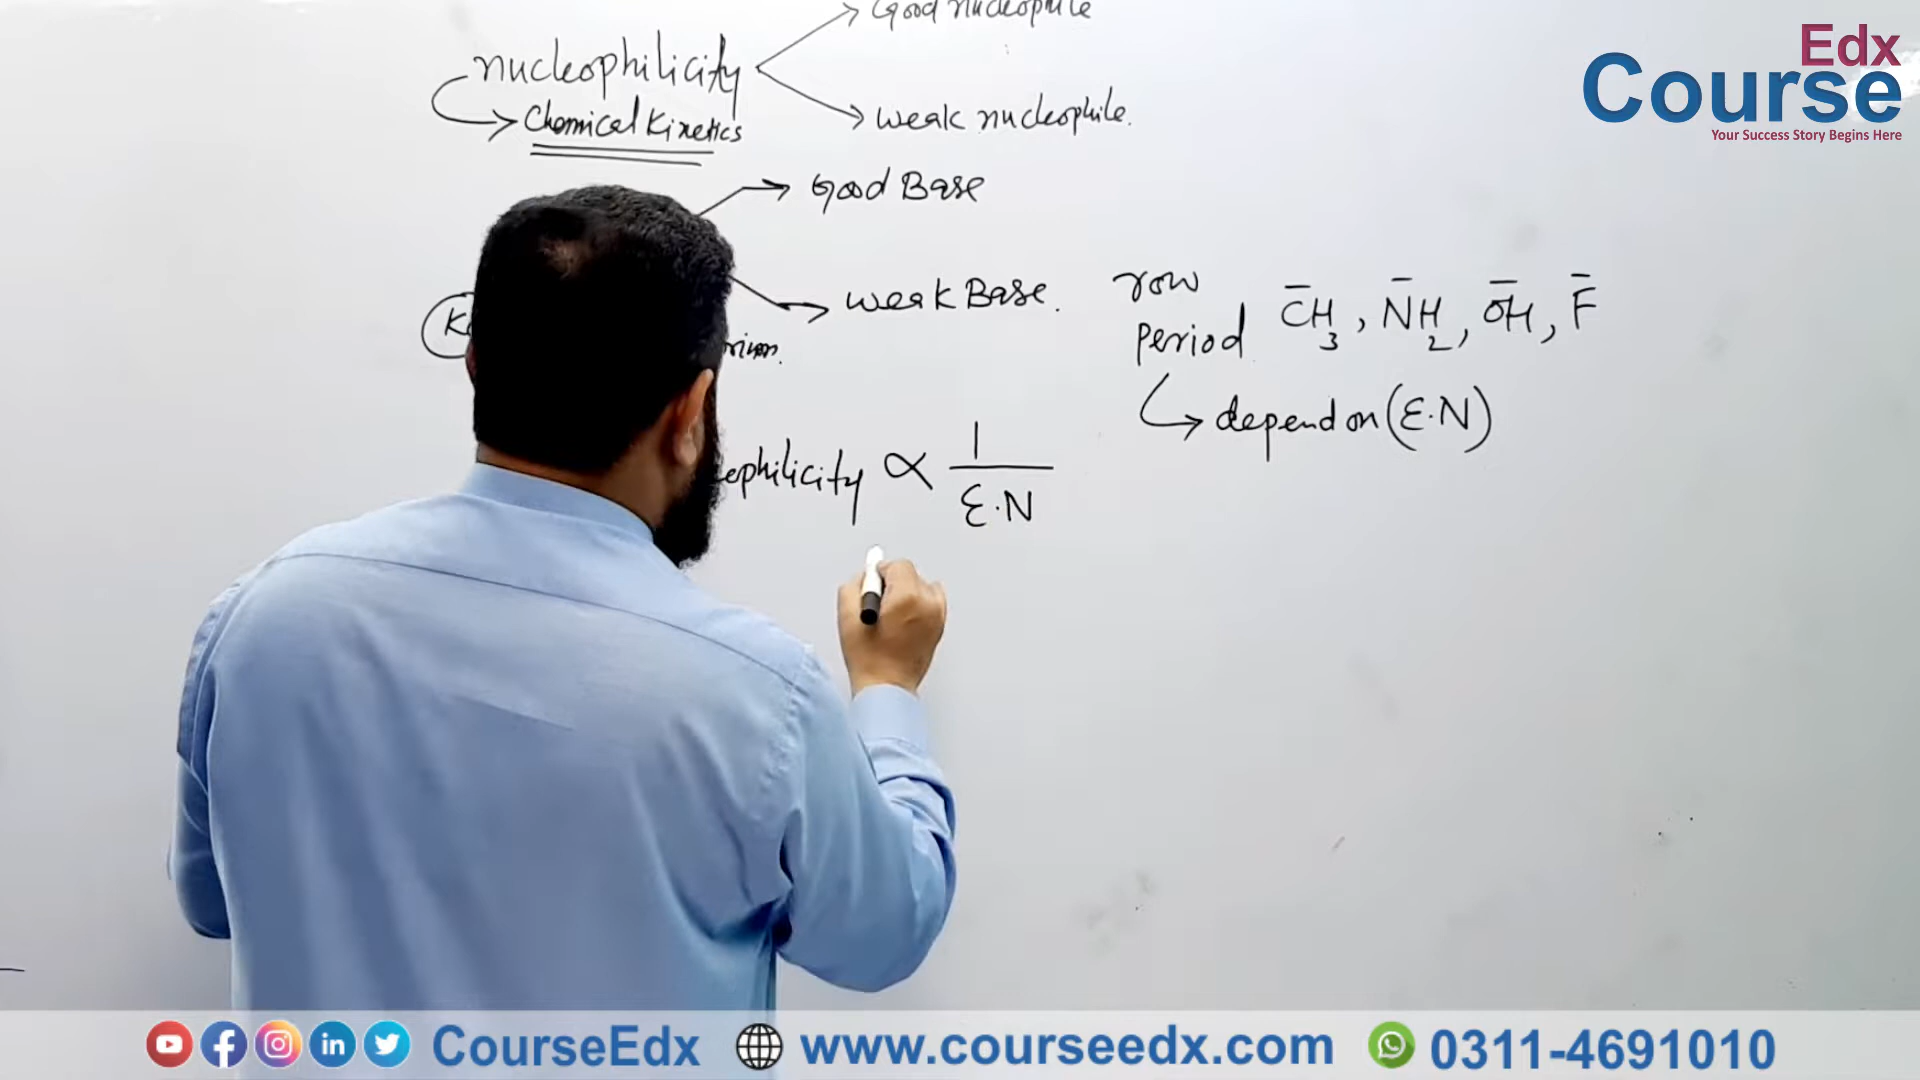 Good nucleophile
nucleophilicity
Chemical Kinetics
weak nucleophile.
Good Base
weak Base.
row
period C̄H3, N̄H2, ŌH, F̄
depend on (E.N)
ephilicity ∝ 1/E.N
Edx
Course
Your Success Story Begins Here
CourseEdx
www.courseedx.com
0311-4691010